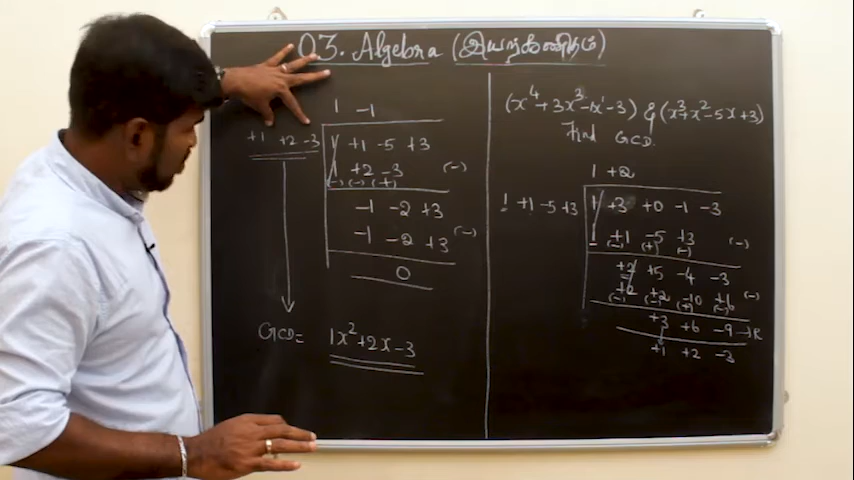 03. Algebra (இயற்கணிதம்)
1 -1
+1 +2 -3
1 +1 -5 +3
1 +2 -3 (-)
(-) (-) (+)
-1 -2 +3
-1 -2 +3 (-)
0
GCD= 1x²+2x-3
(x⁴+3x³-x-3) & (x³+x²-5x+3)
Find GCD.
1 +2
1 +1 -5 +3
1 +3 +0 -1 -3
+1 -5 +3 (-)
- (-) (+) (-)
+2 +5 -4 -3
+2 +2 -10 +6 (-)
(-) (-) (+) (-)
+3 +6 -9 → R
+1 +2 -3